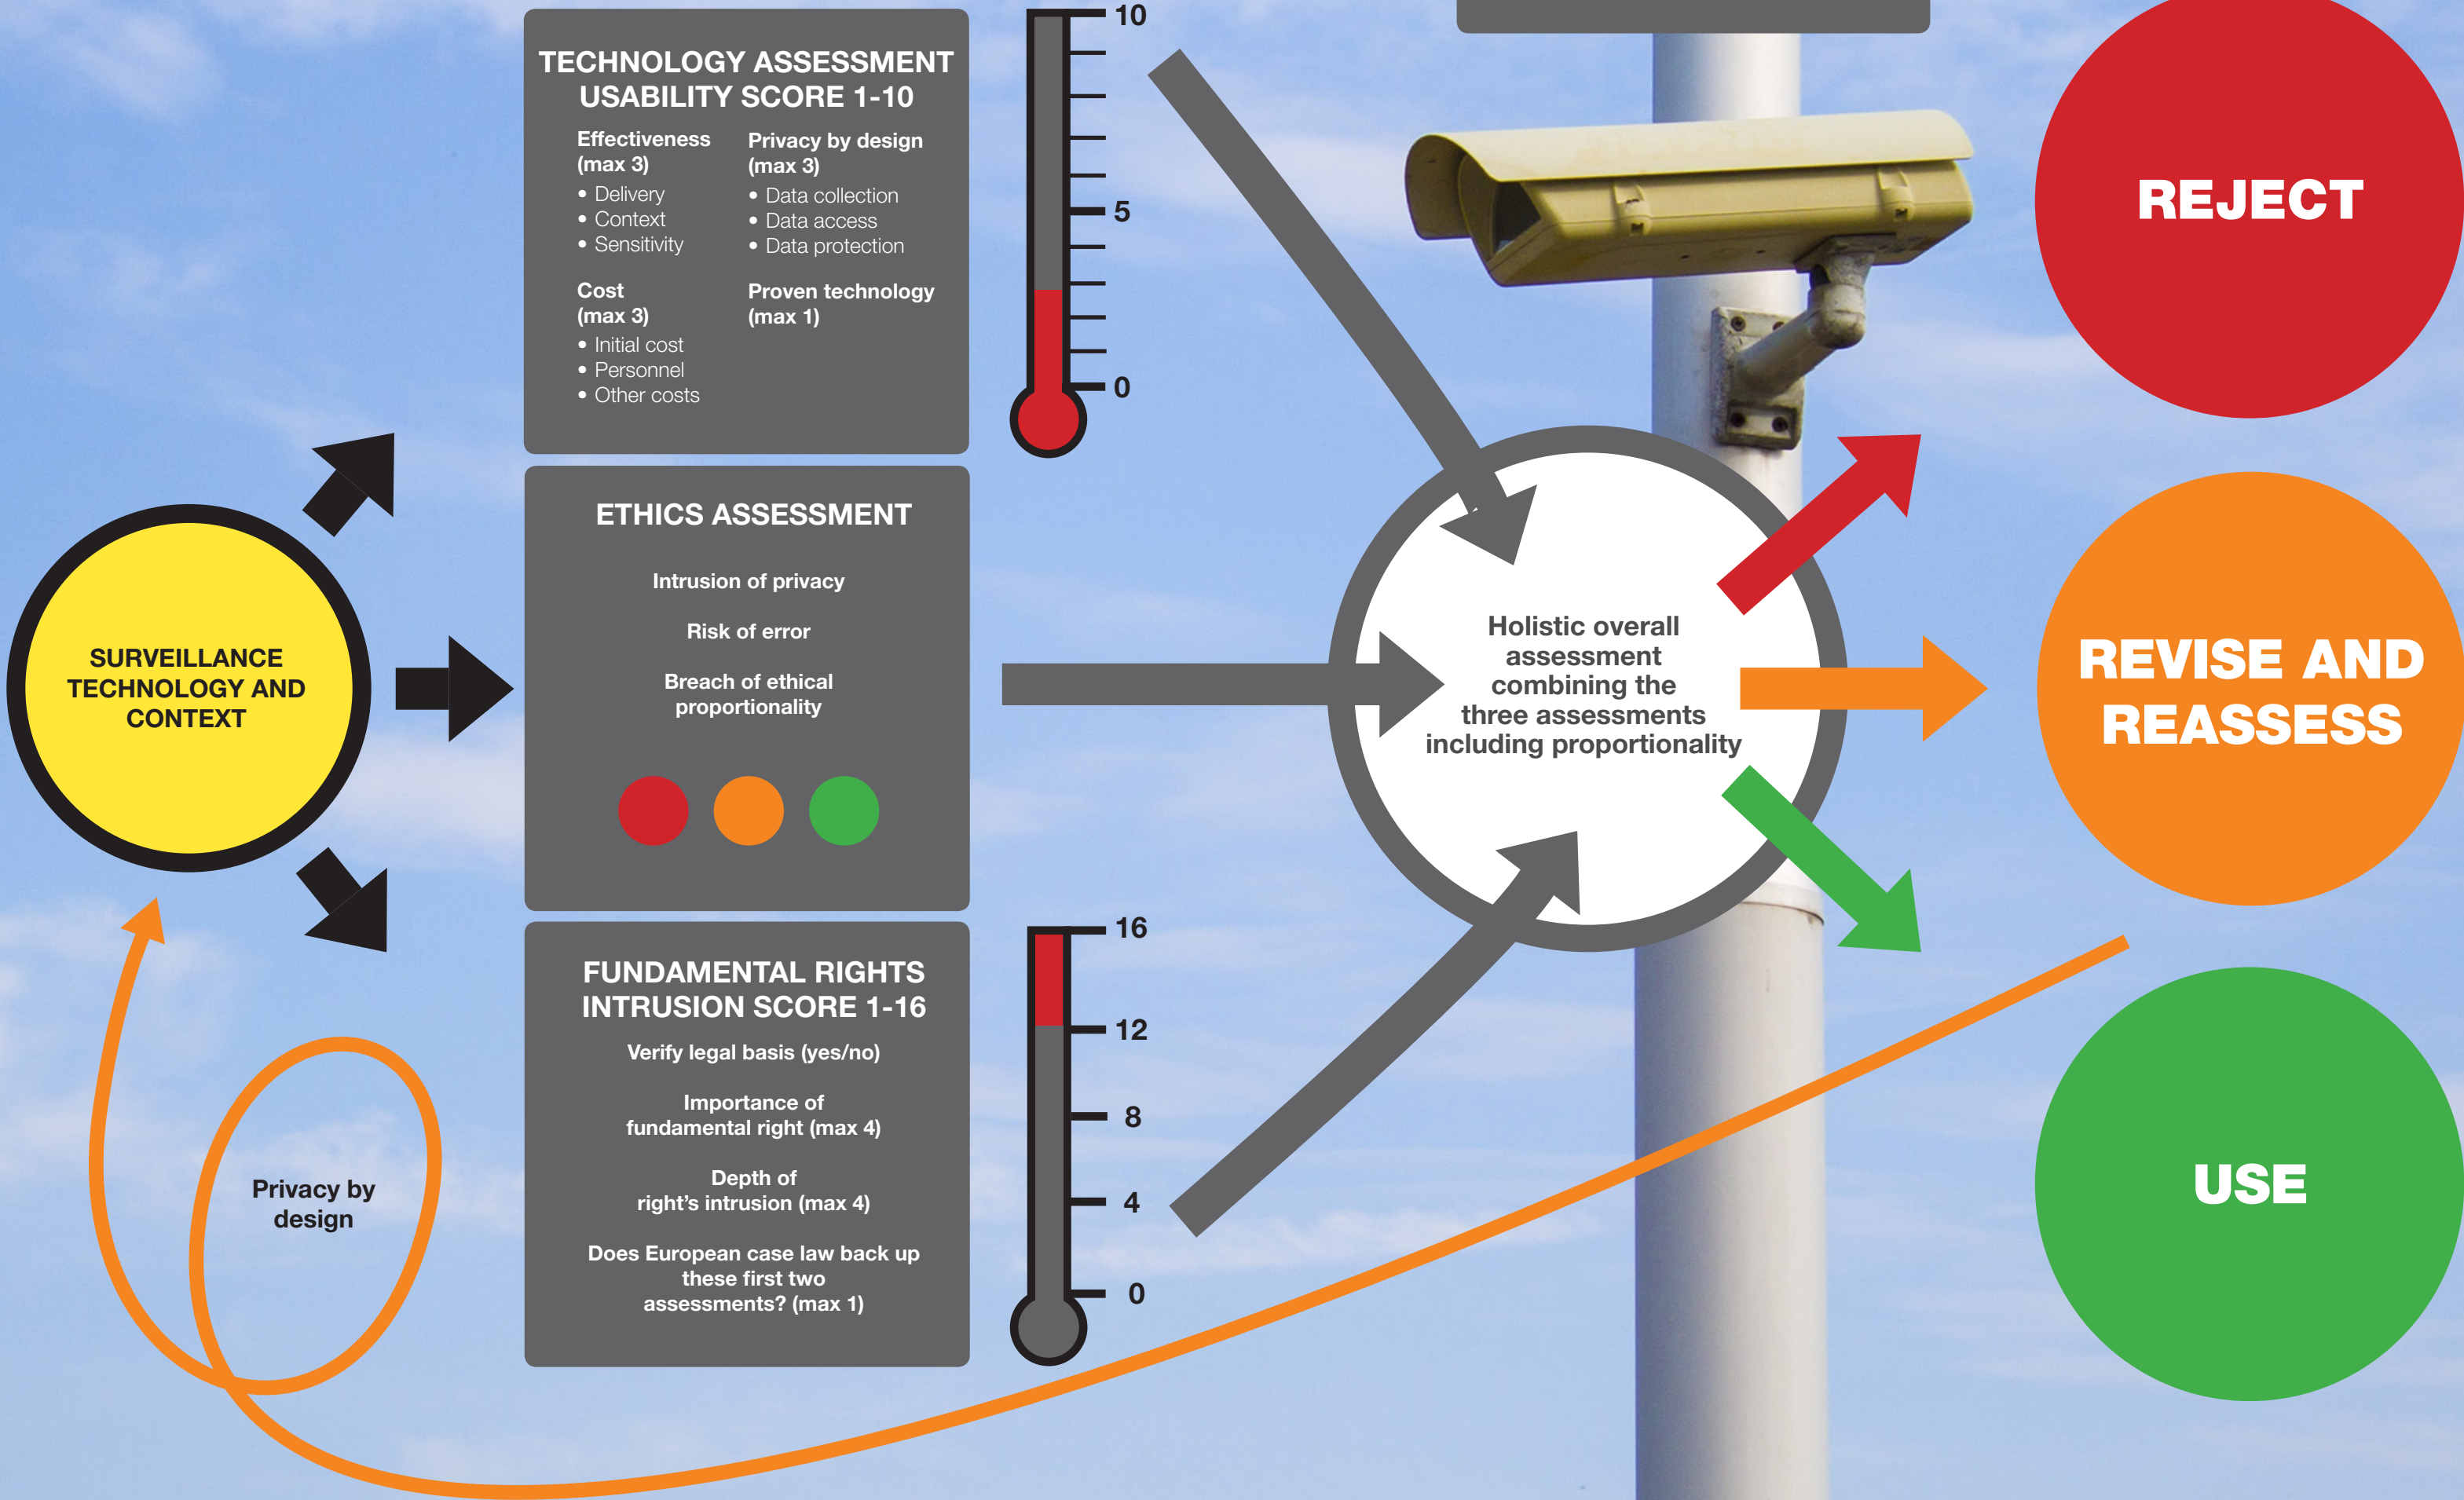 TECHNOLOGY ASSESSMENT
USABILITY SCORE 1-10
Effectiveness
(max 3)
• Delivery
• Context
• Sensitivity
Privacy by design
(max 3)
• Data collection
• Data access
• Data protection
Cost
(max 3)
• Initial cost
• Personnel
• Other costs
Proven technology
(max 1)
10
5
0
SURVEILLANCE
TECHNOLOGY AND
CONTEXT
ETHICS ASSESSMENT
Intrusion of privacy
Risk of error
Breach of ethical
proportionality
FUNDAMENTAL RIGHTS
INTRUSION SCORE 1-16
Verify legal basis (yes/no)
Importance of
fundamental right (max 4)
Depth of
right's intrusion (max 4)
Does European case law back up
these first two
assessments? (max 1)
16
12
8
4
0
Privacy by
design
Holistic overall
assessment
combining the
three assessments
including proportionality
REJECT
REVISE AND
REASSESS
USE